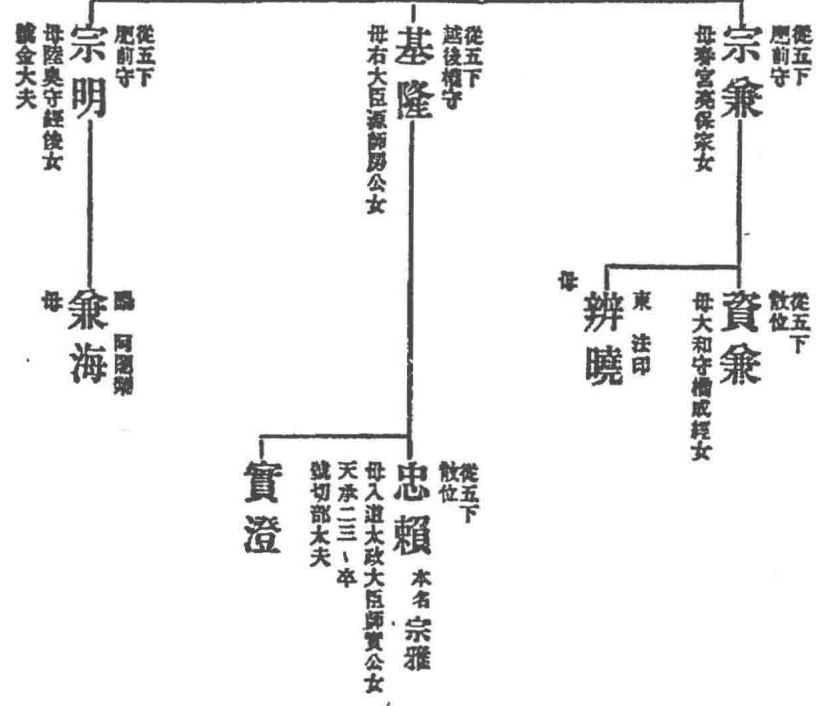 從五下
肥前守
宗兼
母春宮亮保家女
從五下
散位
資兼
母大和守橘成經女
東 法印
辨曉
母
從五下
越後權守
基隆
母右大臣源師房公女
從五下
散位
忠賴 本名宗雅
母入道太政大臣師實公女
天承二三丶卒
號切部太夫
實澄
從五下
肥前守
宗明
母陸奥守經後女
號金大夫
阿闍梨
兼海
母